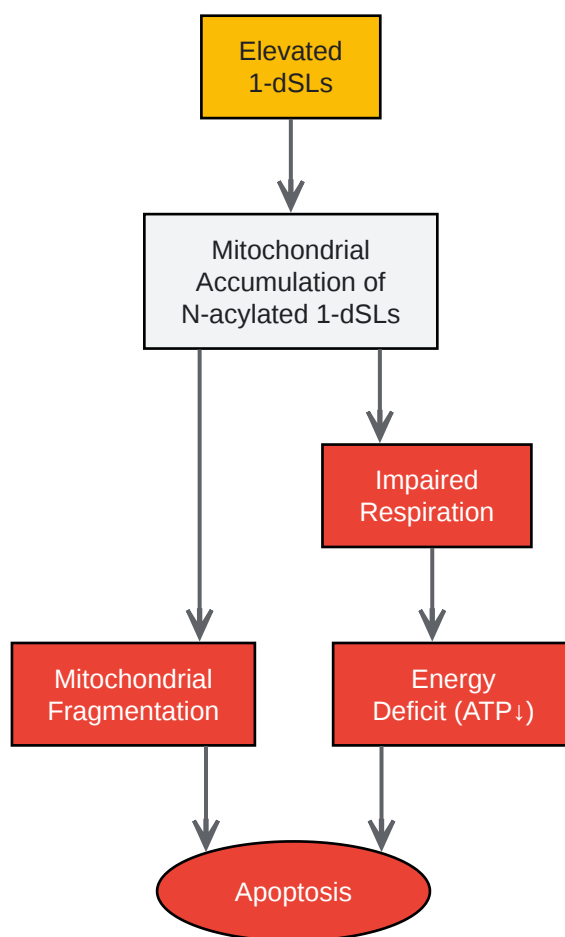 Elevated
1-dSLs
Mitochondrial
Accumulation of
N-acylated 1-dSLs
Impaired
Respiration
Mitochondrial
Fragmentation
Energy
Deficit (ATP↓)
Apoptosis